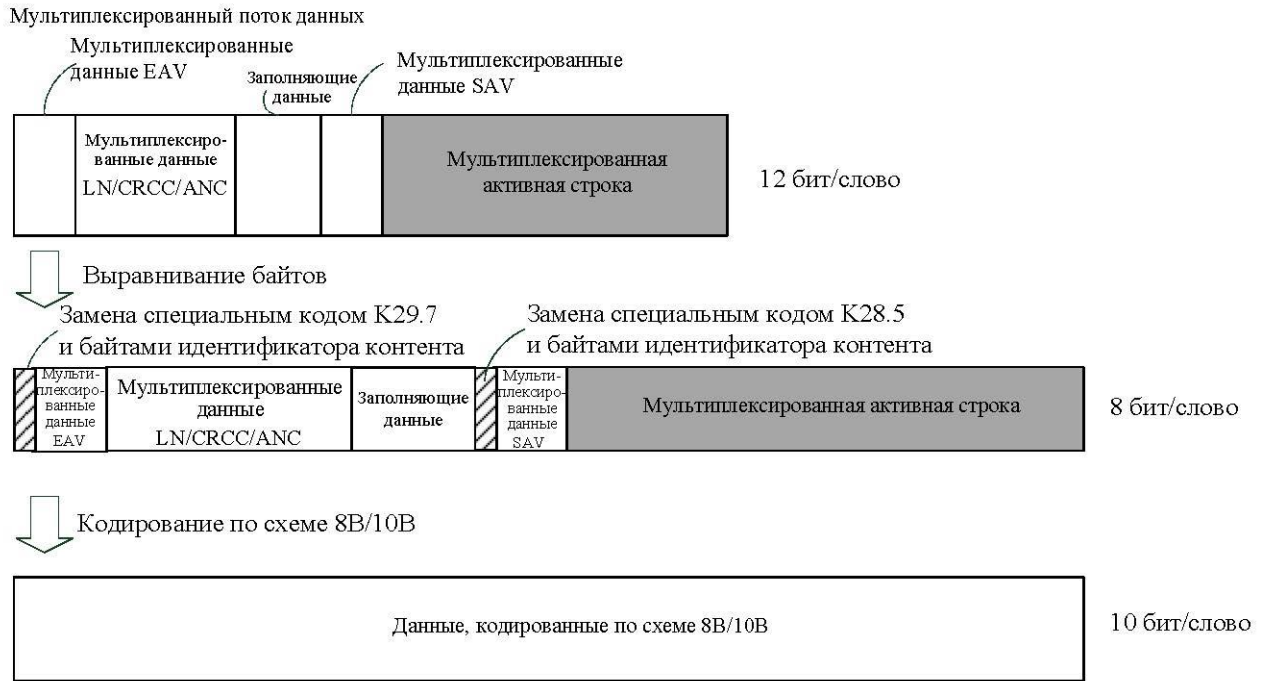 Мультиплексированный поток данных
Мультиплексированные
данные EAV
Заполняющие
данные
Мультиплексированные
данные SAV
Мультиплексиро-
ванные данные
LN/CRCC/ANC
Мультиплексированная
активная строка
12 бит/слово
Выравнивание байтов
Замена специальным кодом K29.7
и байтами идентификатора контента
Замена специальным кодом K28.5
и байтами идентификатора контента
Мульти-
плексиро-
ванные
данные
EAV
Мультиплексированные
данные
LN/CRCC/ANC
Заполняющие
данные
Мульти-
плексиро-
ванные
данные
SAV
Мультиплексированная активная строка
8 бит/слово
Кодирование по схеме 8B/10B
Данные, кодированные по схеме 8B/10B
10 бит/слово